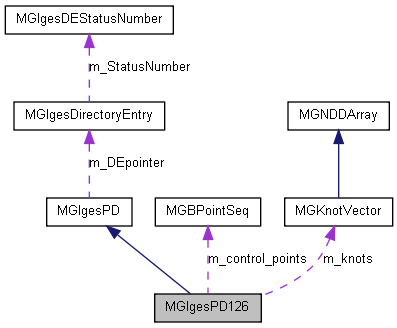 MGIgesDEStatusNumber
m_StatusNumber
MGIgesDirectoryEntry
MGNDDArray
m_DEpointer
MGIgesPD
MGBPointSeq
MGKnotVector
m_control_points
m_knots
MGIgesPD126